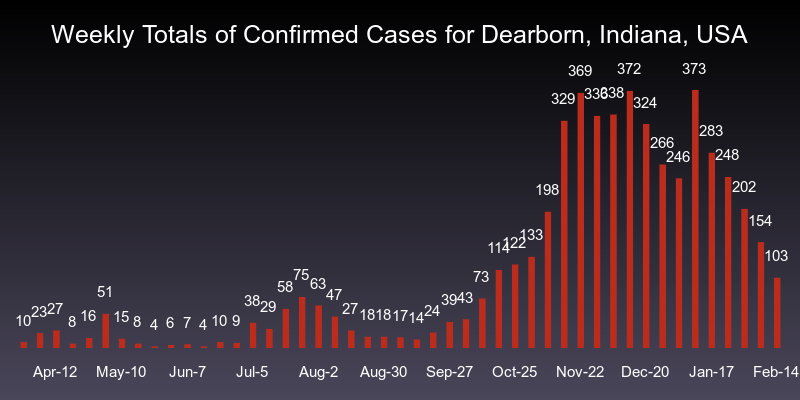 Weekly Totals of Confirmed Cases for Dearborn, Indiana, USA
10 23 27 8 16 51 15 8 4 6 7 4 10 9 38 29 58 75 63 47 27 18 18 17 14 24 39 43 73 114 122 133 198 329 369 336 338 372 324 266 246 373 283 248 202 154 103
Apr-12 May-10 Jun-7 Jul-5 Aug-2 Aug-30 Sep-27 Oct-25 Nov-22 Dec-20 Jan-17 Feb-14